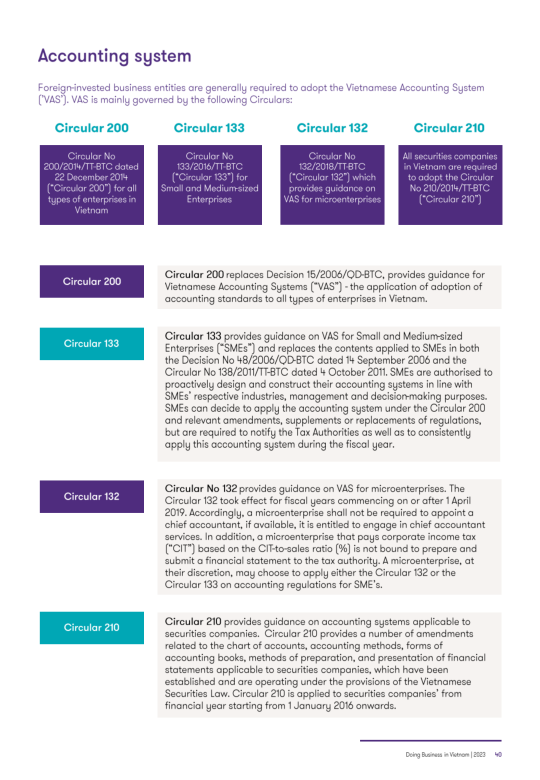 Accounting system
Foreign-invested business entities are generally required to adopt the Vietnamese Accounting System
('VAS'). VAS is mainly governed by the following Circulars:
Circular 200
Circular No
200/2014/TT-BTC dated
22 December 2014
("Circular 200") for all
types of enterprises in
Vietnam
Circular 133
Circular No
133/2016/TT-BTC
("Circular 133") for
Small and Medium-sized
Enterprises
Circular 132
Circular No
132/2018/TT-BTC
("Circular 132") which
provides guidance on
VAS for microenterprises
Circular 210
All securities companies
in Vietnam are required
to adopt the Circular
No 210/2014/TT-BTC
("Circular 210")
Circular 200
Circular 200 replaces Decision 15/2006/QD-BTC, provides guidance for
Vietnamese Accounting Systems ("VAS") - the application of adoption of
accounting standards to all types of enterprises in Vietnam.
Circular 133
Circular 133 provides guidance on VAS for Small and Medium-sized
Enterprises ("SMEs") and replaces the contents applied to SMEs in both
the Decision No 48/2006/QD-BTC dated 14 September 2006 and the
Circular No 138/2011/TT-BTC dated 4 October 2011. SMEs are authorised to
proactively design and construct their accounting systems in line with
SMEs' respective industries, management and decision-making purposes.
SMEs can decide to apply the accounting system under the Circular 200
and relevant amendments, supplements or replacements of regulations,
but are required to notify the Tax Authorities as well as to consistently
apply this accounting system during the fiscal year.
Circular 132
Circular No 132 provides guidance on VAS for microenterprises. The
Circular 132 took effect for fiscal years commencing on or after 1 April
2019. Accordingly, a microenterprise shall not be required to appoint a
chief accountant, if available, it is entitled to engage in chief accountant
services. In addition, a microenterprise that pays corporate income tax
("CIT") based on the CIT-to-sales ratio (%) is not bound to prepare and
submit a financial statement to the tax authority. A microenterprise, at
their discretion, may choose to apply either the Circular 132 or the
Circular 133 on accounting regulations for SME's.
Circular 210
Circular 210 provides guidance on accounting systems applicable to
securities companies. Circular 210 provides a number of amendments
related to the chart of accounts, accounting methods, forms of
accounting books, methods of preparation, and presentation of financial
statements applicable to securities companies, which have been
established and are operating under the provisions of the Vietnamese
Securities Law. Circular 210 is applied to securities companies' from
financial year starting from 1 January 2016 onwards.
Doing Business in Vietnam | 2023 40